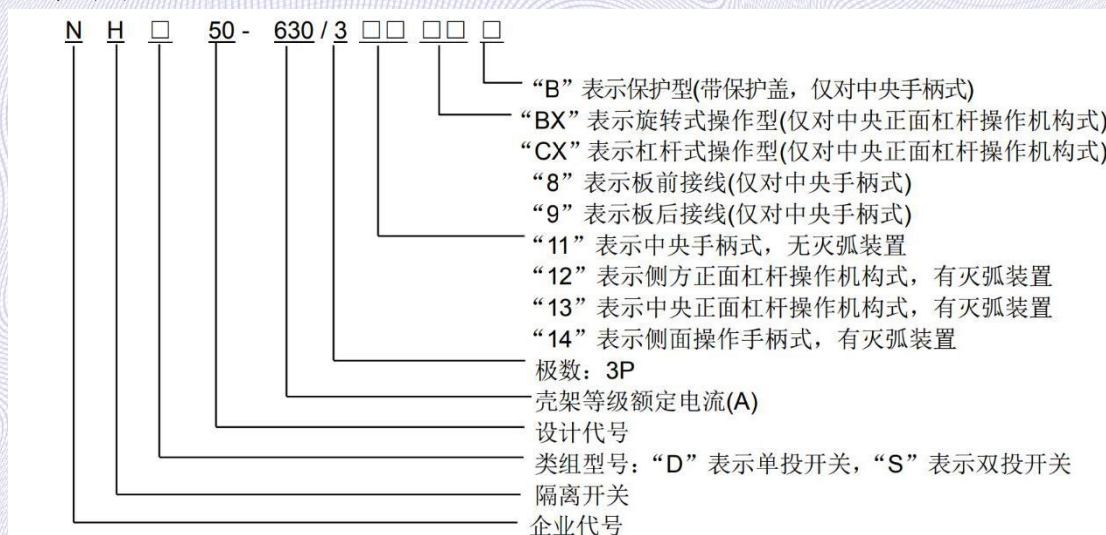 N H □ 50 - 630 / 3 □□ □□ □
“B”表示保护型(带保护盖，仅对中央手柄式)
“BX”表示旋转式操作型(仅对中央正面杠杆操作机构式)
“CX”表示杠杆式操作型(仅对中央正面杠杆操作机构式)
“8”表示板前接线(仅对中央手柄式)
“9”表示板后接线(仅对中央手柄式)
“11”表示中央手柄式，无灭弧装置
“12”表示侧方正面杠杆操作机构式，有灭弧装置
“13”表示中央正面杠杆操作机构式，有灭弧装置
“14”表示侧面操作手柄式，有灭弧装置
极数：3P
壳架等级额定电流(A)
设计代号
类组型号：“D”表示单投开关，“S”表示双投开关
隔离开关
企业代号